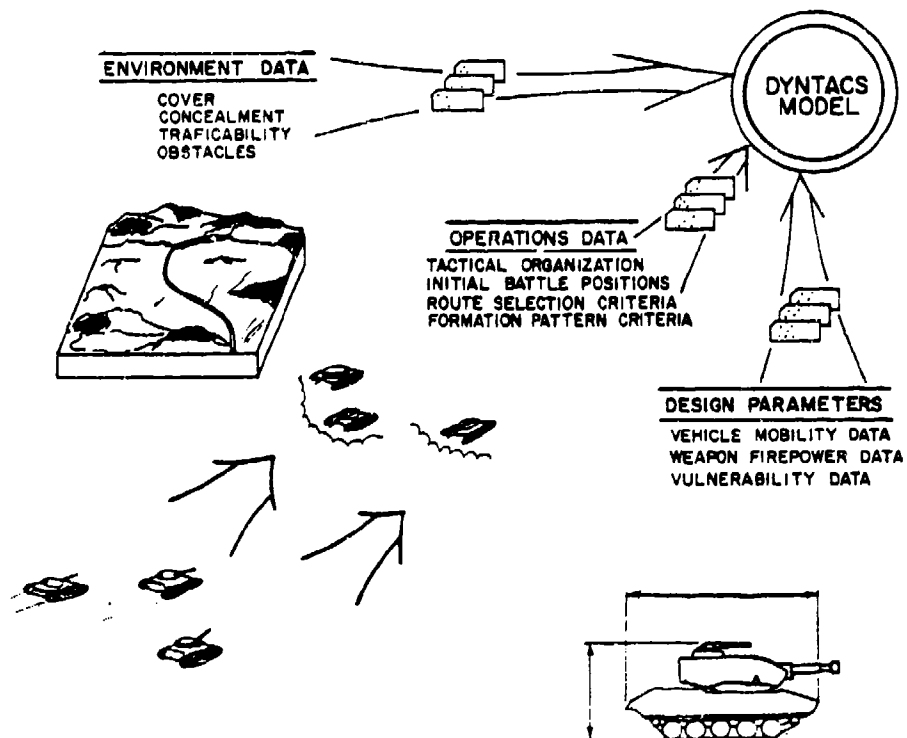 ENVIRONMENT DATA
COVER
CONCEALMENT
TRAFICABILITY
OBSTACLES
DYNTACS
MODEL
OPERATIONS DATA
TACTICAL ORGANIZATION
INITIAL BATTLE POSITIONS
ROUTE SELECTION CRITERIA
FORMATION PATTERN CRITERIA
DESIGN PARAMETERS
VEHICLE MOBILITY DATA
WEAPON FIREPOWER DATA
VULNERABILITY DATA